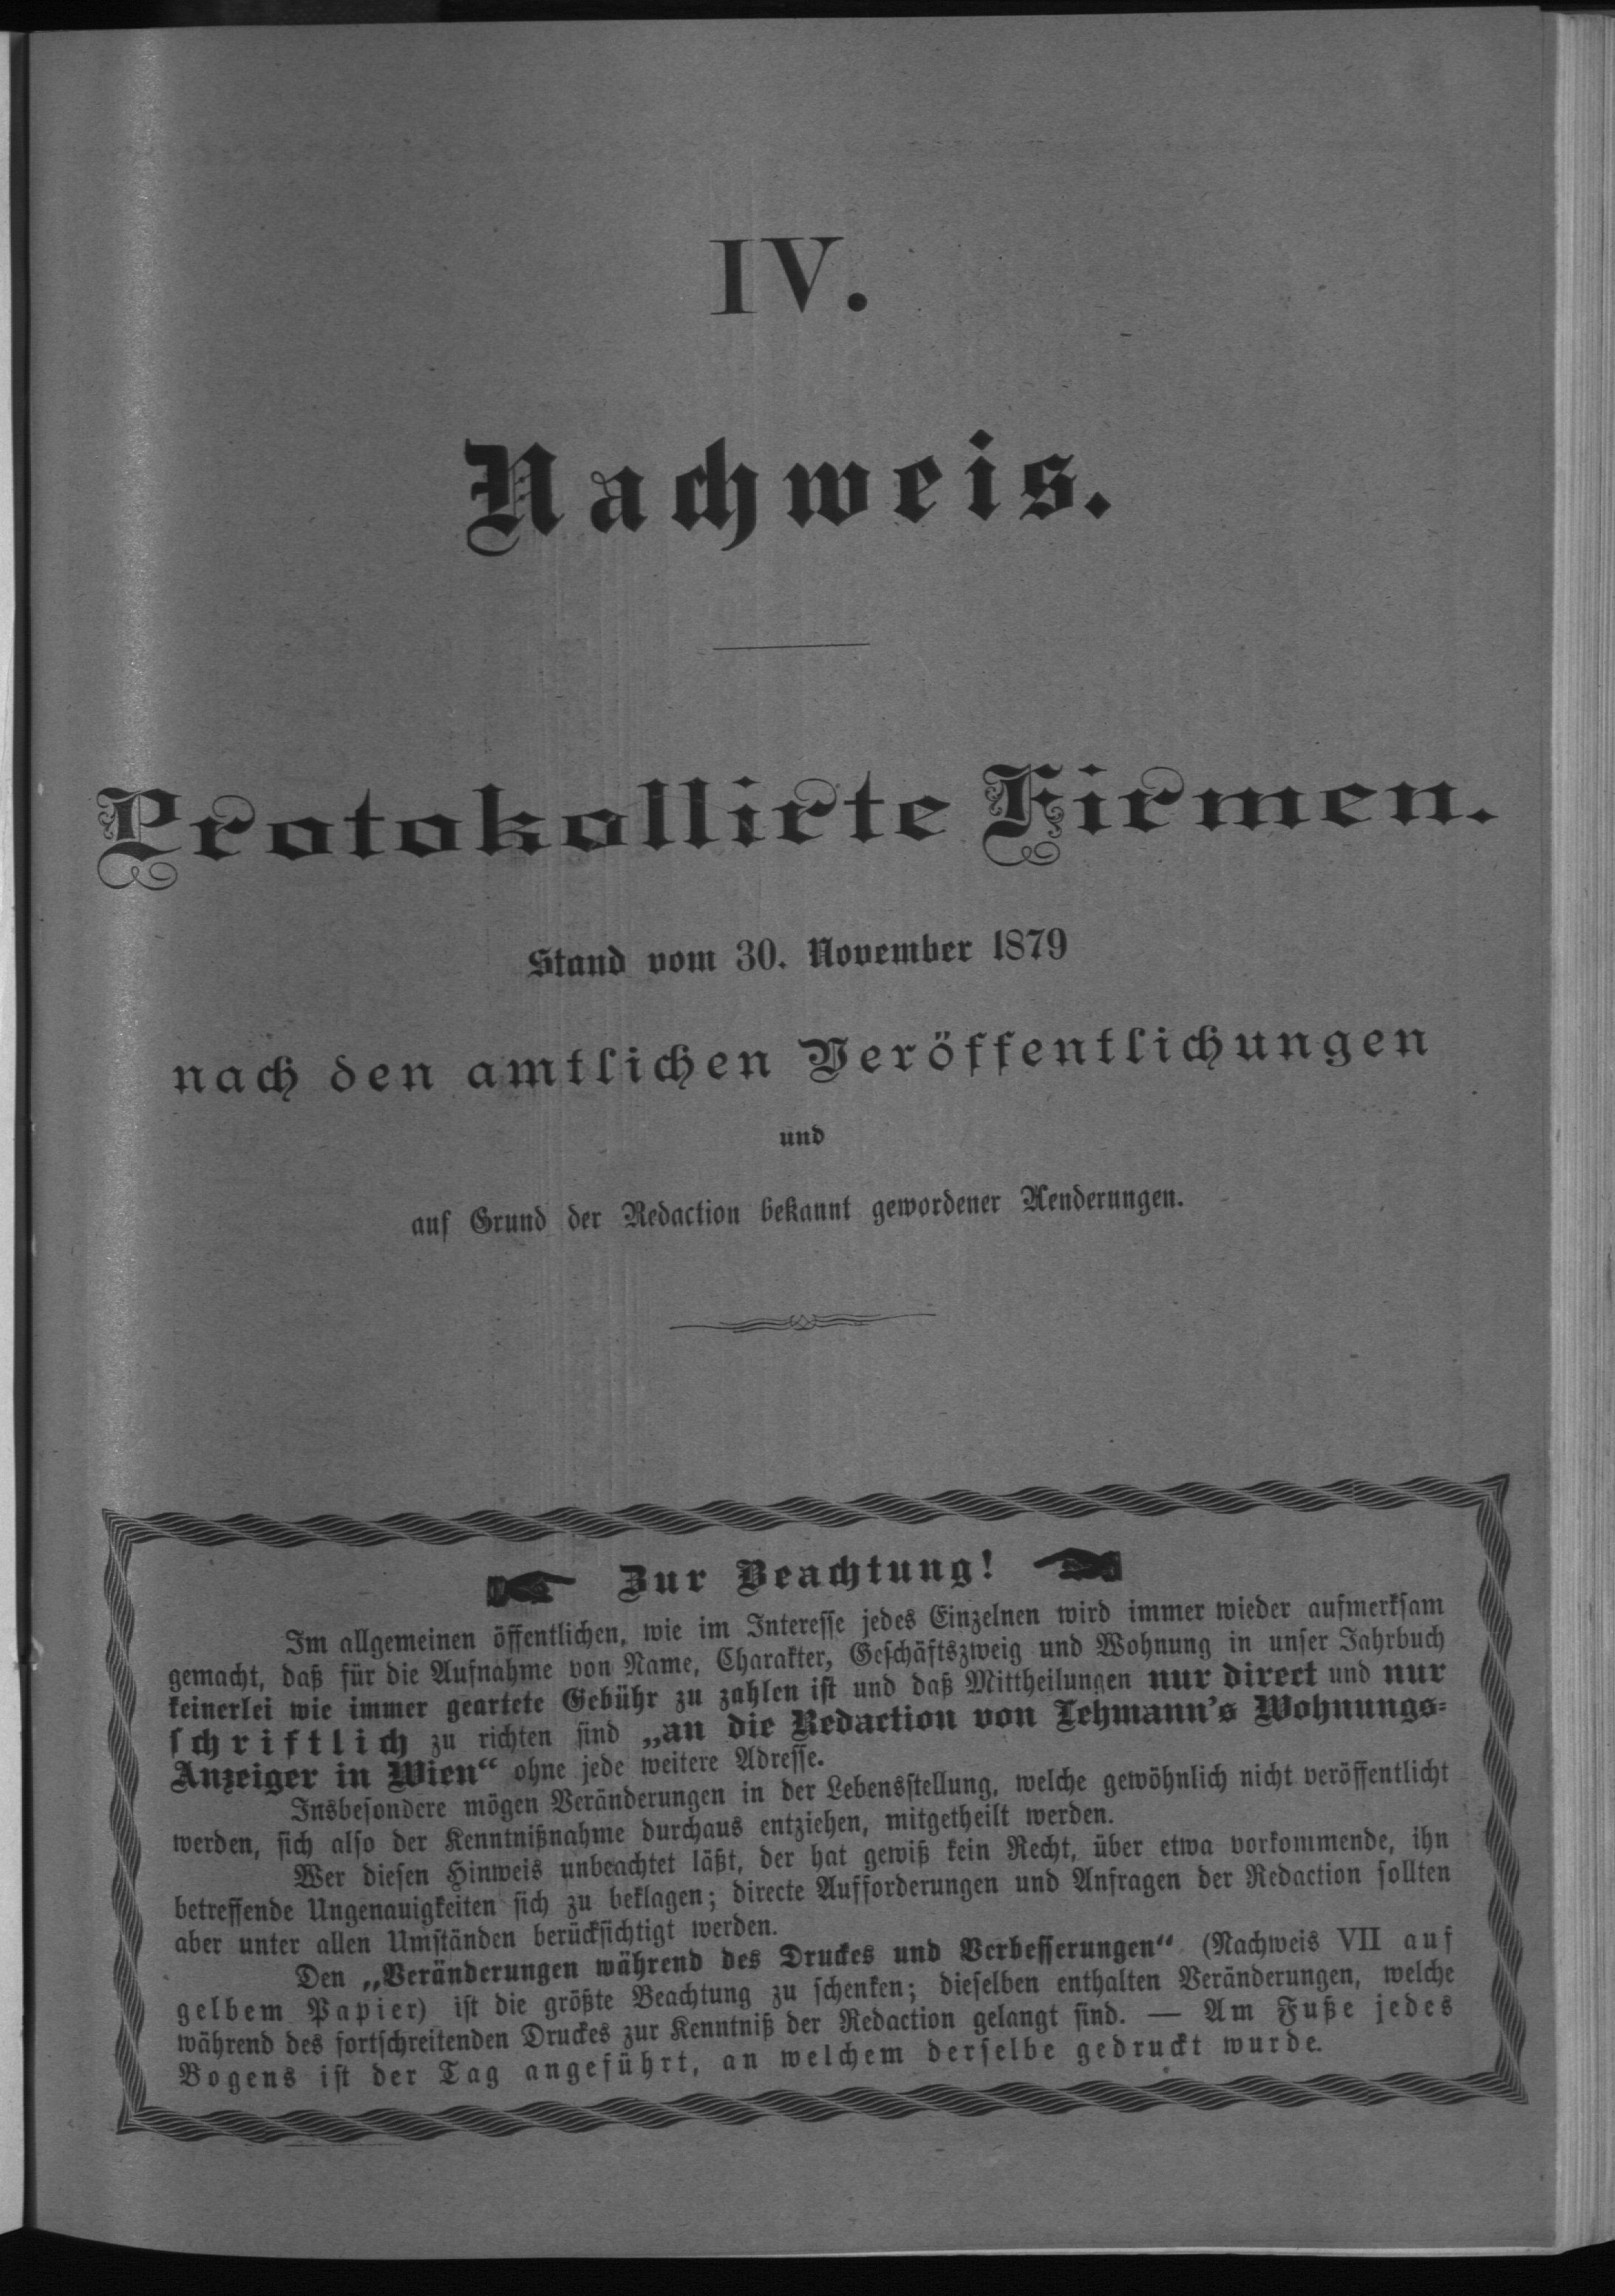 IV.
Nachweis.
Protokollirte Firmen.
Stand vom 30. November 1879
nach den amtlichen Veröffentlichungen
und
auf Grund der Redaction bekannt gewordener Aenderungen.
Zur Beachtung!
Im allgemeinen öffentlichen, wie im Interesse jedes Einzelnen wird immer wieder aufmerksam
gemacht, daß für die Aufnahme von Name, Charakter, Geschäftszweig und Wohnung in unser Jahrbuch
keinerlei wie immer geartete Gebühr zu zahlen ist und daß Mittheilungen nur direct und nur
schriftlich zu richten sind „an die Redaction von Lehmann's Wohnungs-
Anzeiger in Wien“ ohne jede weitere Adresse.
Insbesondere mögen Veränderungen in der Lebensstellung, welche gewöhnlich nicht veröffentlicht
werden, sich also der Kenntnißnahme durchaus entziehen, mitgetheilt werden.
Wer diesen Hinweis unbeachtet läßt, der hat gewiß kein Recht, über etwa vorkommende, ihn
betreffende Ungenauigkeiten sich zu beklagen; directe Aufforderungen und Anfragen der Redaction sollten
aber unter allen Umständen berücksichtigt werden.
Den „Veränderungen während des Druckes und Verbesserungen“ (Nachweis VII auf
gelbem Papier) ist die größte Beachtung zu schenken; dieselben enthalten Veränderungen, welche
während des fortschreitenden Druckes zur Kenntniß der Redaction gelangt sind. — Am Fuße jedes
Bogens ist der Tag angeführt, an welchem derselbe gedruckt wurde.